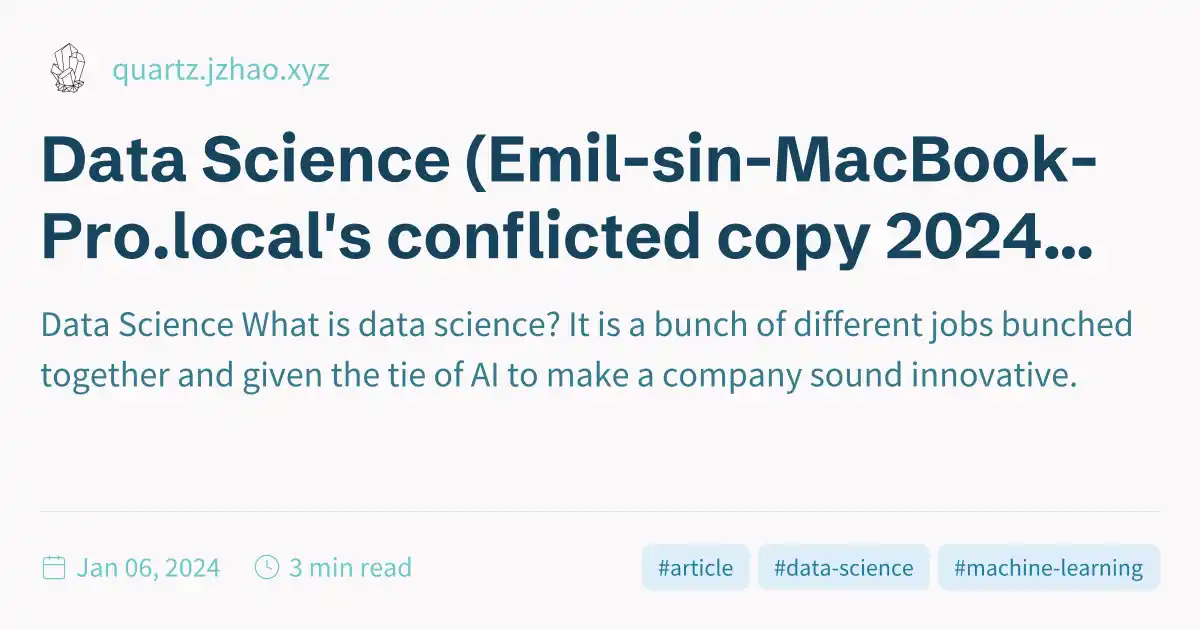 quartz.jzhao.xyz
Data Science (Emil-sin-MacBook-
Pro.local's conflicted copy 2024...
Data Science What is data science? It is a bunch of different jobs bunched
together and given the tie of AI to make a company sound innovative.
Jan 06, 2024 3 min read #article #data-science #machine-learning